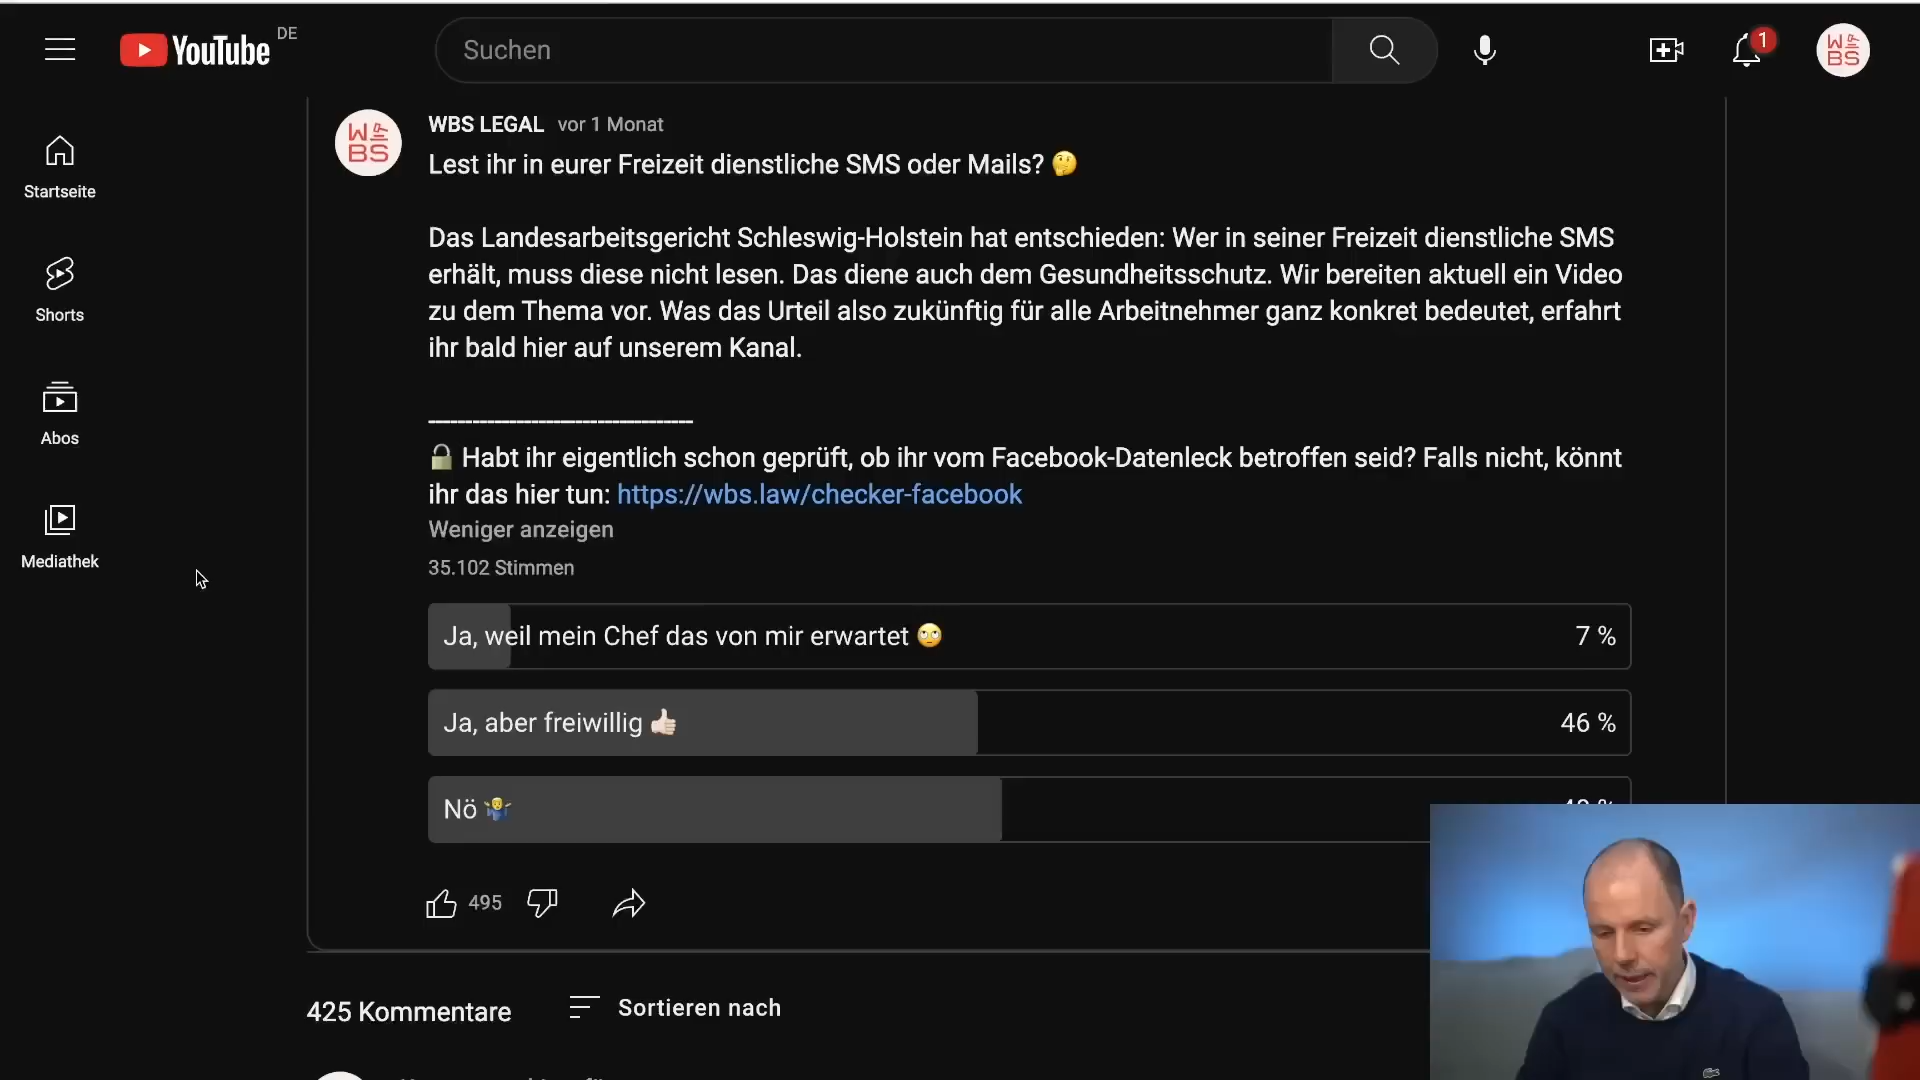 YouTube DE
Suchen
1
WBS
Startseite
Shorts
Abos
Mediathek
WBS
WBS LEGAL vor 1 Monat
Lest ihr in eurer Freizeit dienstliche SMS oder Mails? 🤔
Das Landesarbeitsgericht Schleswig-Holstein hat entschieden: Wer in seiner Freizeit dienstliche SMS
erhält, muss diese nicht lesen. Das diene auch dem Gesundheitsschutz. Wir bereiten aktuell ein Video
zu dem Thema vor. Was das Urteil also zukünftig für alle Arbeitnehmer ganz konkret bedeutet, erfahrt
ihr bald hier auf unserem Kanal.
____________________________________
🔒 Habt ihr eigentlich schon geprüft, ob ihr vom Facebook-Datenleck betroffen seid? Falls nicht, könnt
ihr das hier tun: https://wbs.law/checker-facebook
Weniger anzeigen
35.102 Stimmen
Ja, weil mein Chef das von mir erwartet 🙄 7 %
Ja, aber freiwillig 👍🏻 46 %
Nö 🤷‍♂️
495
425 Kommentare Sortieren nach